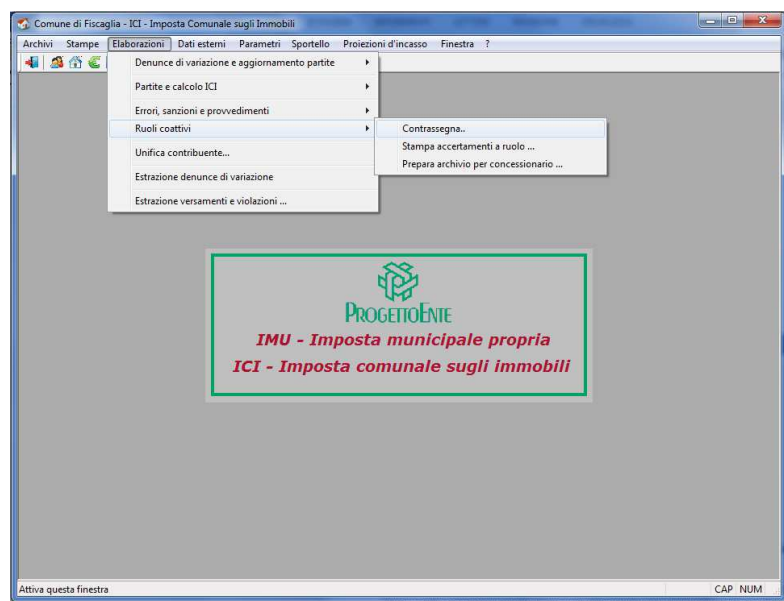 Comune di Fiscaglia - ICI - Imposta Comunale sugli Immobili
Archivi Stampe Elaborazioni Dati esterni Parametri Sportello Proiezioni d'incasso Finestra ?
Denunce di variazione e aggiornamento partite
Partite e calcolo ICI
Errori, sanzioni e provvedimenti
Ruoli coattivi
Contrassegna..
Stampa accertamenti a ruolo ...
Prepara archivio per concessionario ...
Unifica contribuente...
Estrazione denunce di variazione
Estrazione versamenti e violazioni ...
PROGETTOENTE
IMU - Imposta municipale propria
ICI - Imposta comunale sugli immobili
Attiva questa finestra
CAP NUM